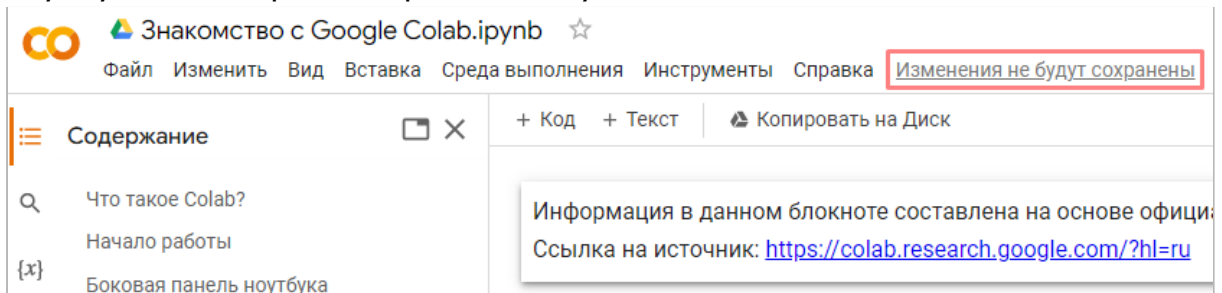 CO
Знакомство с Google Colab.ipynb
Файл Изменить Вид Вставка Среда выполнения Инструменты Справка Изменения не будут сохранены
Содержание
+ Код + Текст Копировать на Диск
Что такое Colab?
Начало работы
{x}
Боковая панель ноутбука
Информация в данном блокноте составлена на основе
Ссылка на источник: https://colab.research.google.com/?hl=ru